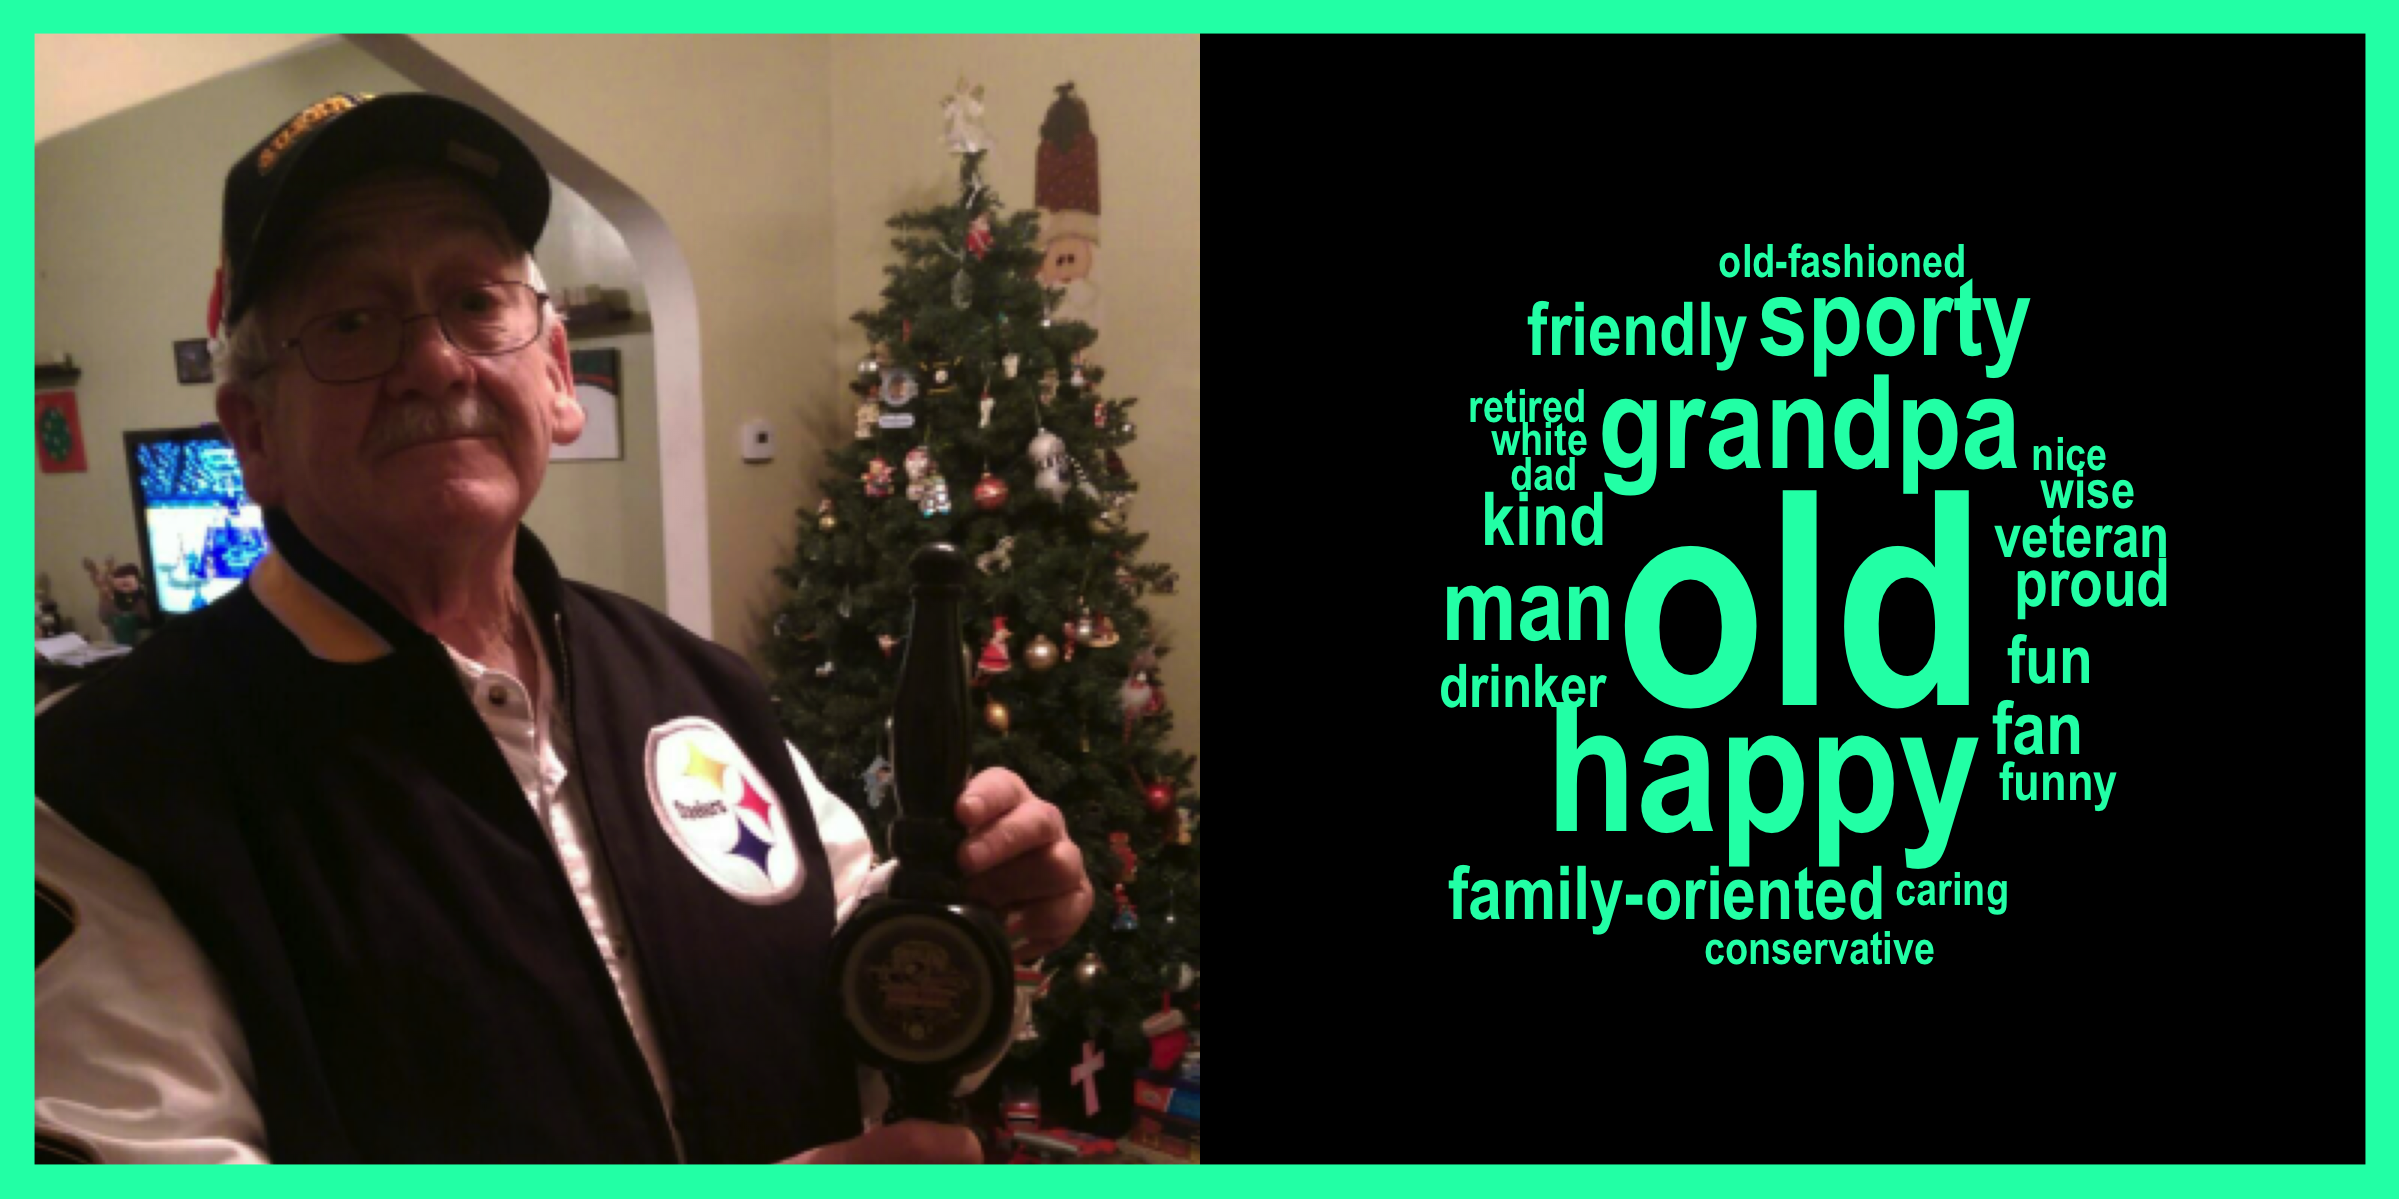 Steelers
old-fashioned
friendly sporty
retired
white
dad
grandpa
nice
wise
kind
old
veteran
proud
man
fun
drinker
fan
happy
funny
family-oriented caring
conservative